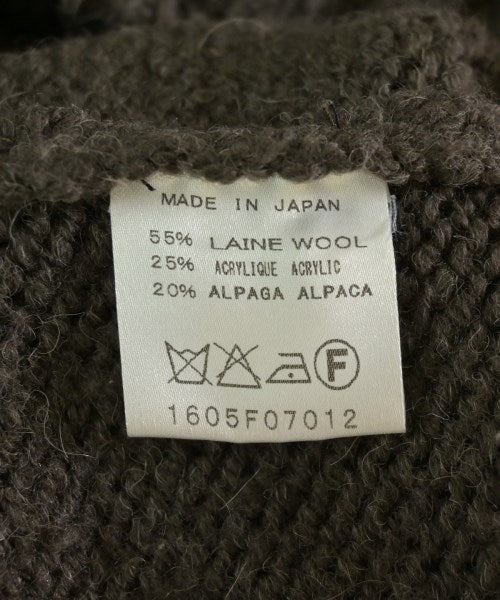 MADE IN JAPAN
55% LAINE WOOL
25% ACRYLIQUE ACRYLIC
20% ALPAGA ALPACA
F
1605F07012